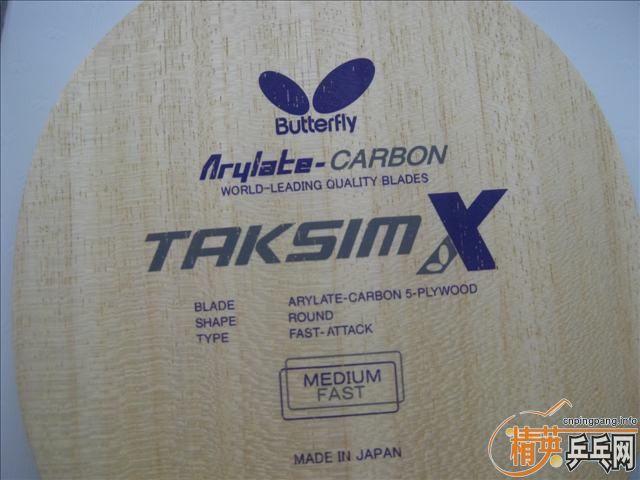 Butterfly
Arylate-CARBON
WORLD-LEADING QUALITY BLADES
TAKSIM X
BLADE ARYLATE-CARBON 5-PLYWOOD
SHAPE ROUND
TYPE FAST-ATTACK
MEDIUM
FAST
MADE IN JAPAN
cnpingpang.info
精英乒乓网